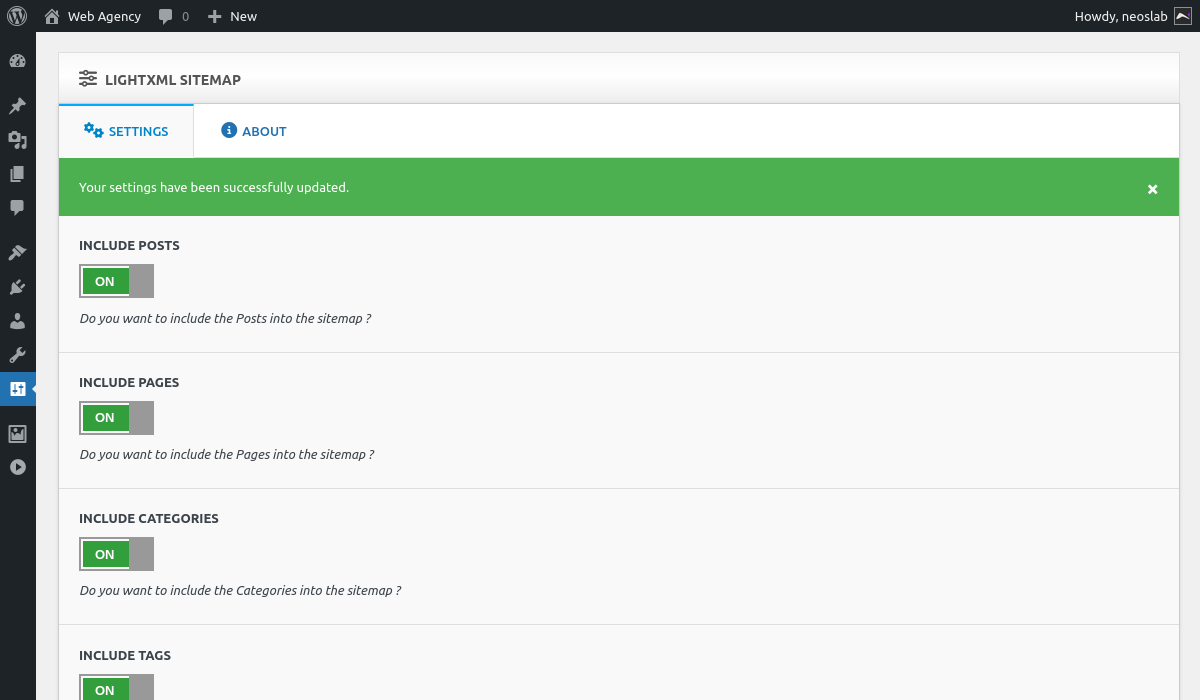 Web Agency 0 New Howdy, neoslab
LIGHTXML SITEMAP
SETTINGS ABOUT
Your settings have been successfully updated.
INCLUDE POSTS
ON
Do you want to include the Posts into the sitemap ?
INCLUDE PAGES
ON
Do you want to include the Pages into the sitemap ?
INCLUDE CATEGORIES
ON
Do you want to include the Categories into the sitemap ?
INCLUDE TAGS
ON